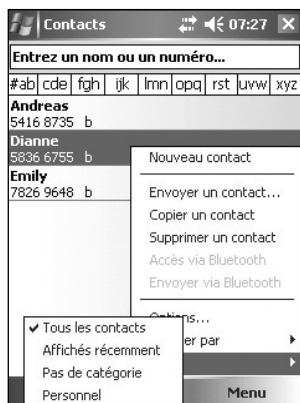 Contacts 07:27
Entrez un nom ou un numéro...
#ab cde fgh ijk lmn opq rst uvw xyz
Andreas
5416 8735 b
Dianne
5836 6755 b
Emily
7826 9648 b
Nouveau contact
Envoyer un contact...
Copier un contact
Supprimer un contact
Accès via Bluetooth
Envoyer via Bluetooth
Options...
er par
Tous les contacts
Affichés récemment
Pas de catégorie
Personnel
Menu